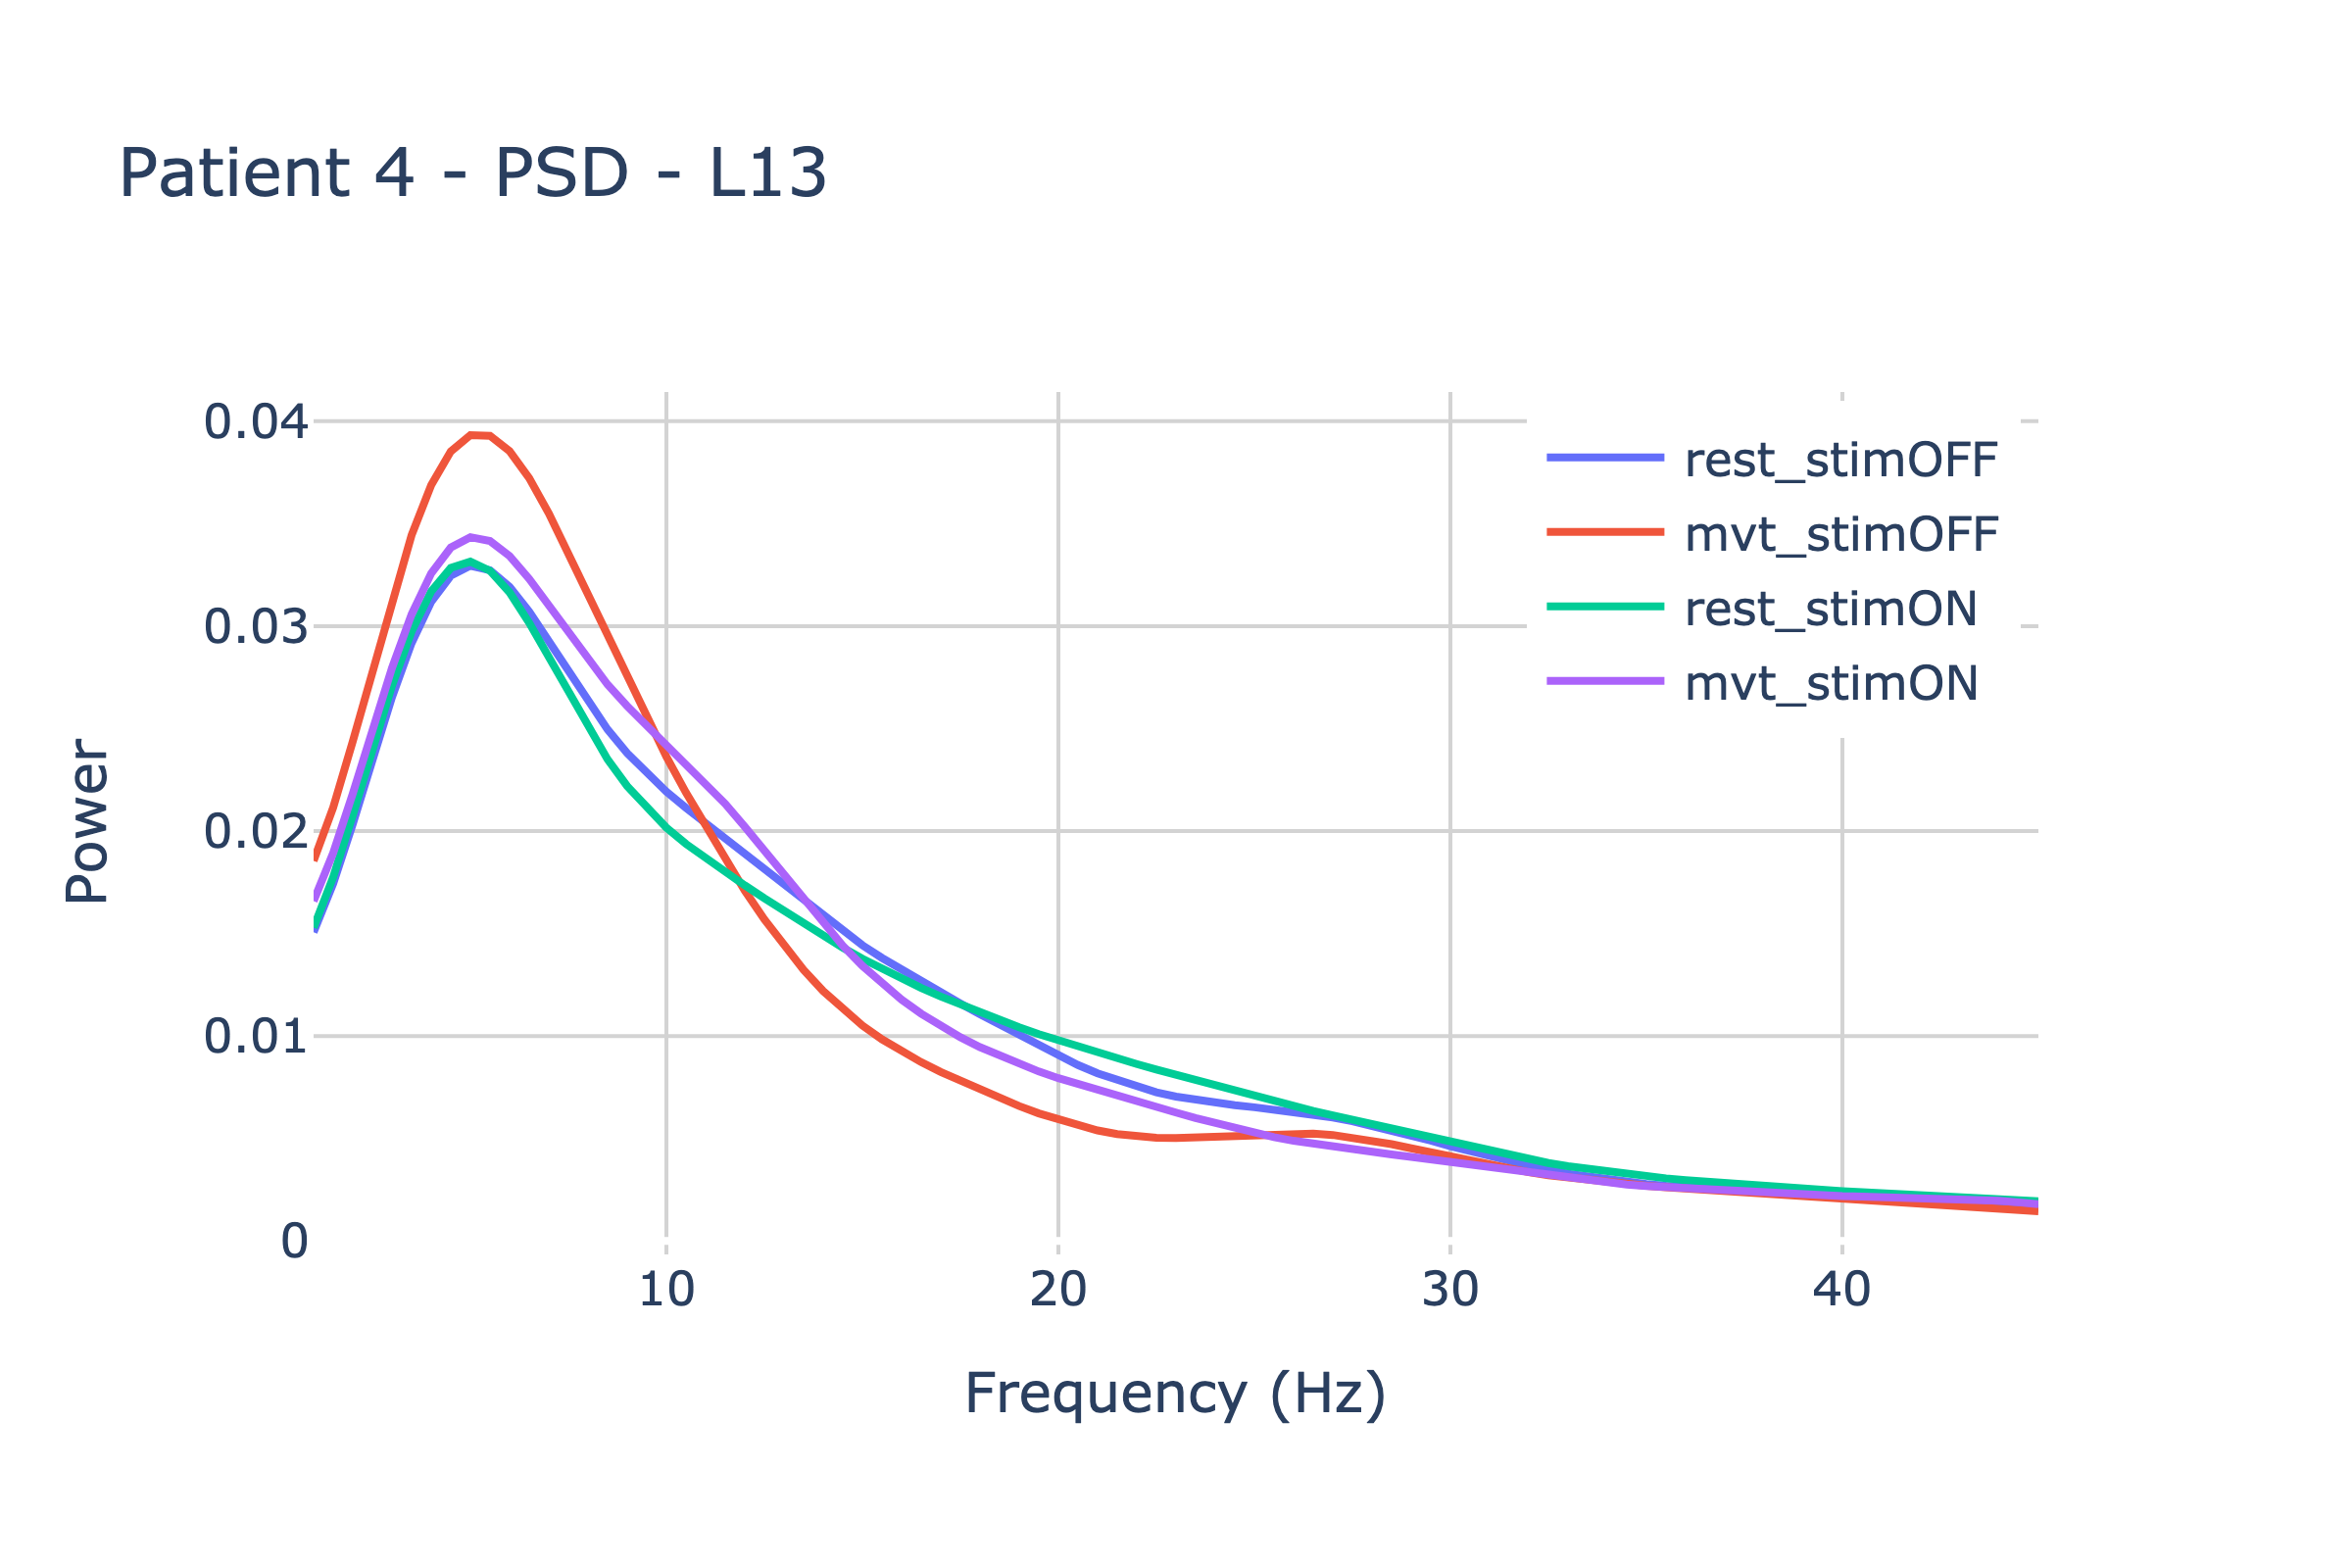 Patient 4 - PSD - L13
0.04
0.03
0.02
0.01
0
Power
rest_stimOFF
mvt_stimOFF
rest_stimON
mvt_stimON
10 20 30 40
Frequency (Hz)